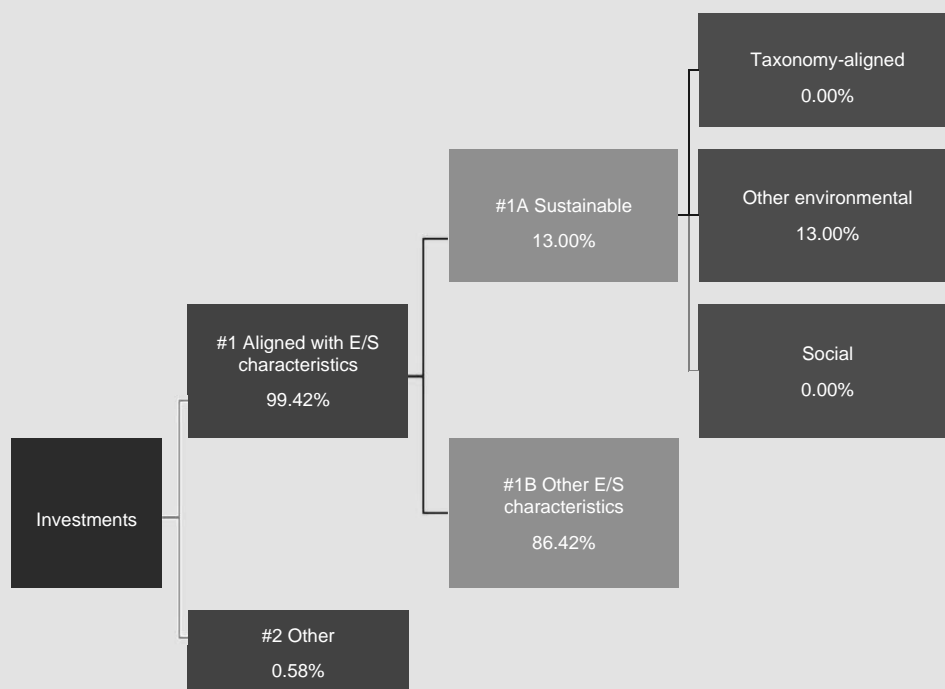 Taxonomy-aligned
0.00%
#1A Sustainable
13.00%
Other environmental
13.00%
#1 Aligned with E/S
characteristics
99.42%
Social
0.00%
Investments
#1B Other E/S
characteristics
86.42%
#2 Other
0.58%